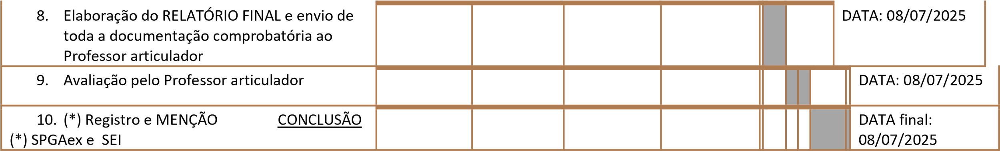 8. Elaboração do RELATÓRIO FINAL e envio de DATA: 08/07/2025
toda a documentação comprobatória ao
Professor articulador
9. Avaliação pelo Professor articulador DATA: 08/07/2025
10. (*) Registro e MENÇÃO CONCLUSÃO DATA final:
(*) SPGAex e SEI 08/07/2025